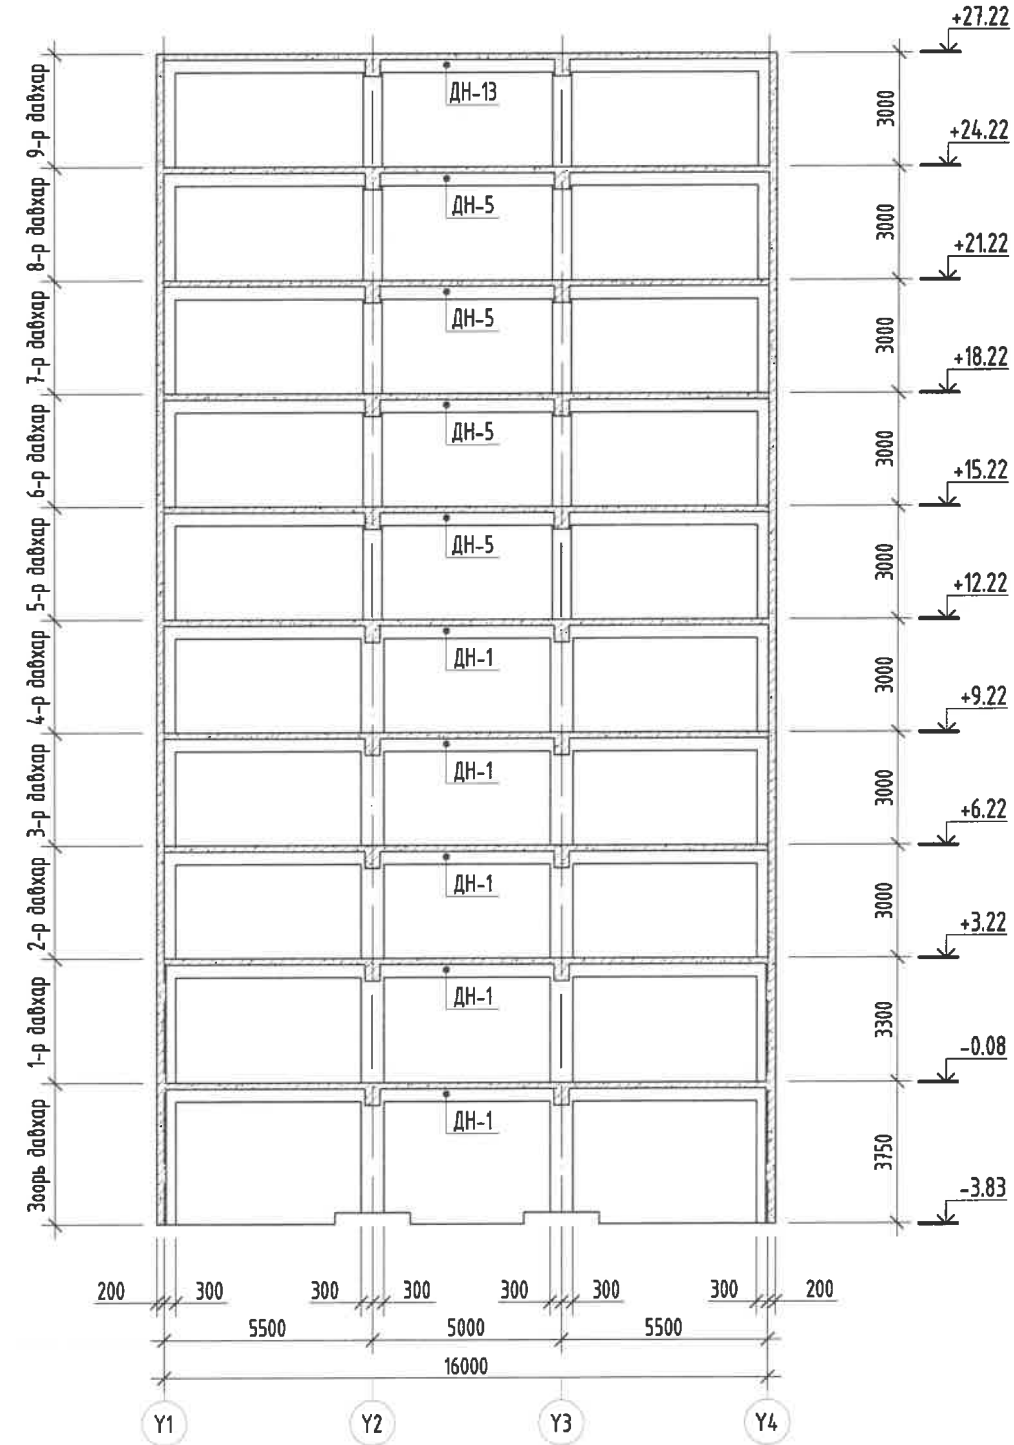 +27.22
9-р давхар
ДН-13
3000
+24.22
8-р давхар
ДН-5
3000
+21.22
7-р давхар
ДН-5
3000
+18.22
6-р давхар
ДН-5
3000
+15.22
5-р давхар
ДН-5
3000
+12.22
4-р давхар
ДН-1
3000
+9.22
3-р давхар
ДН-1
3000
+6.22
2-р давхар
ДН-1
3000
+3.22
1-р давхар
ДН-1
3300
-0.08
Зоорь давхар
ДН-1
3750
-3.83
200 300 300 300 300 300 300 200
5500 5000 5500
16000
Y1 Y2 Y3 Y4